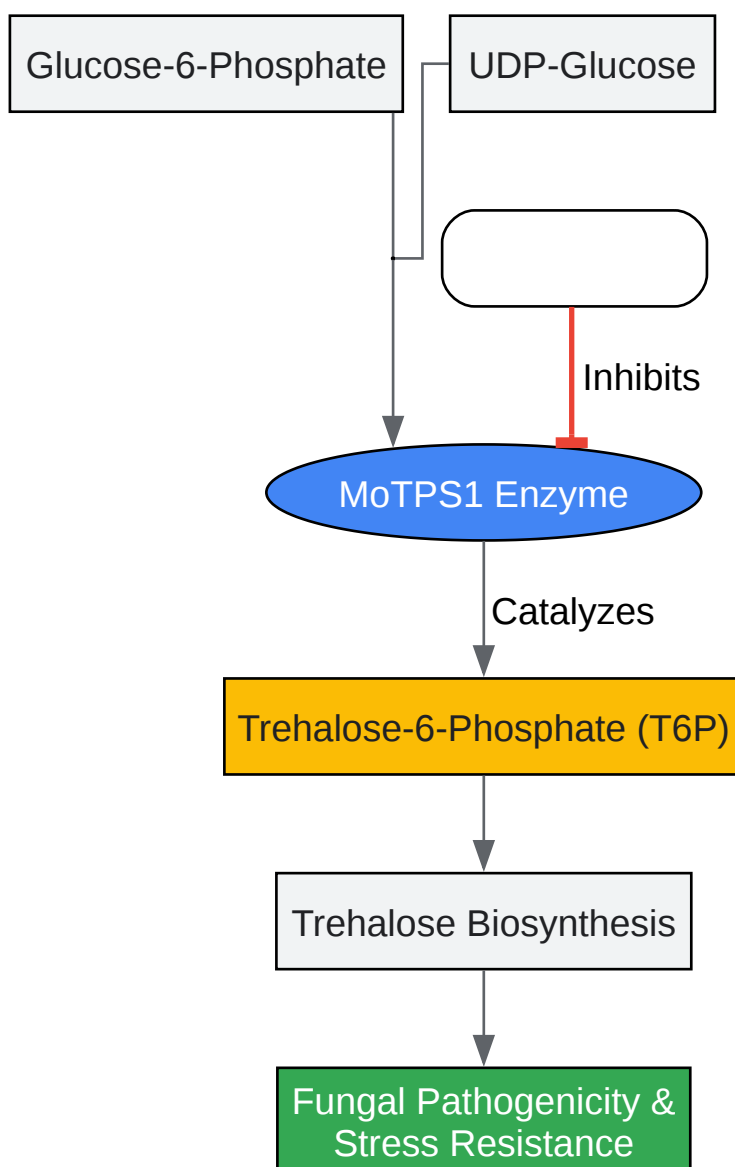 Glucose-6-Phosphate
UDP-Glucose
Inhibits
MoTPS1 Enzyme
Catalyzes
Trehalose-6-Phosphate (T6P)
Trehalose Biosynthesis
Fungal Pathogenicity &
Stress Resistance